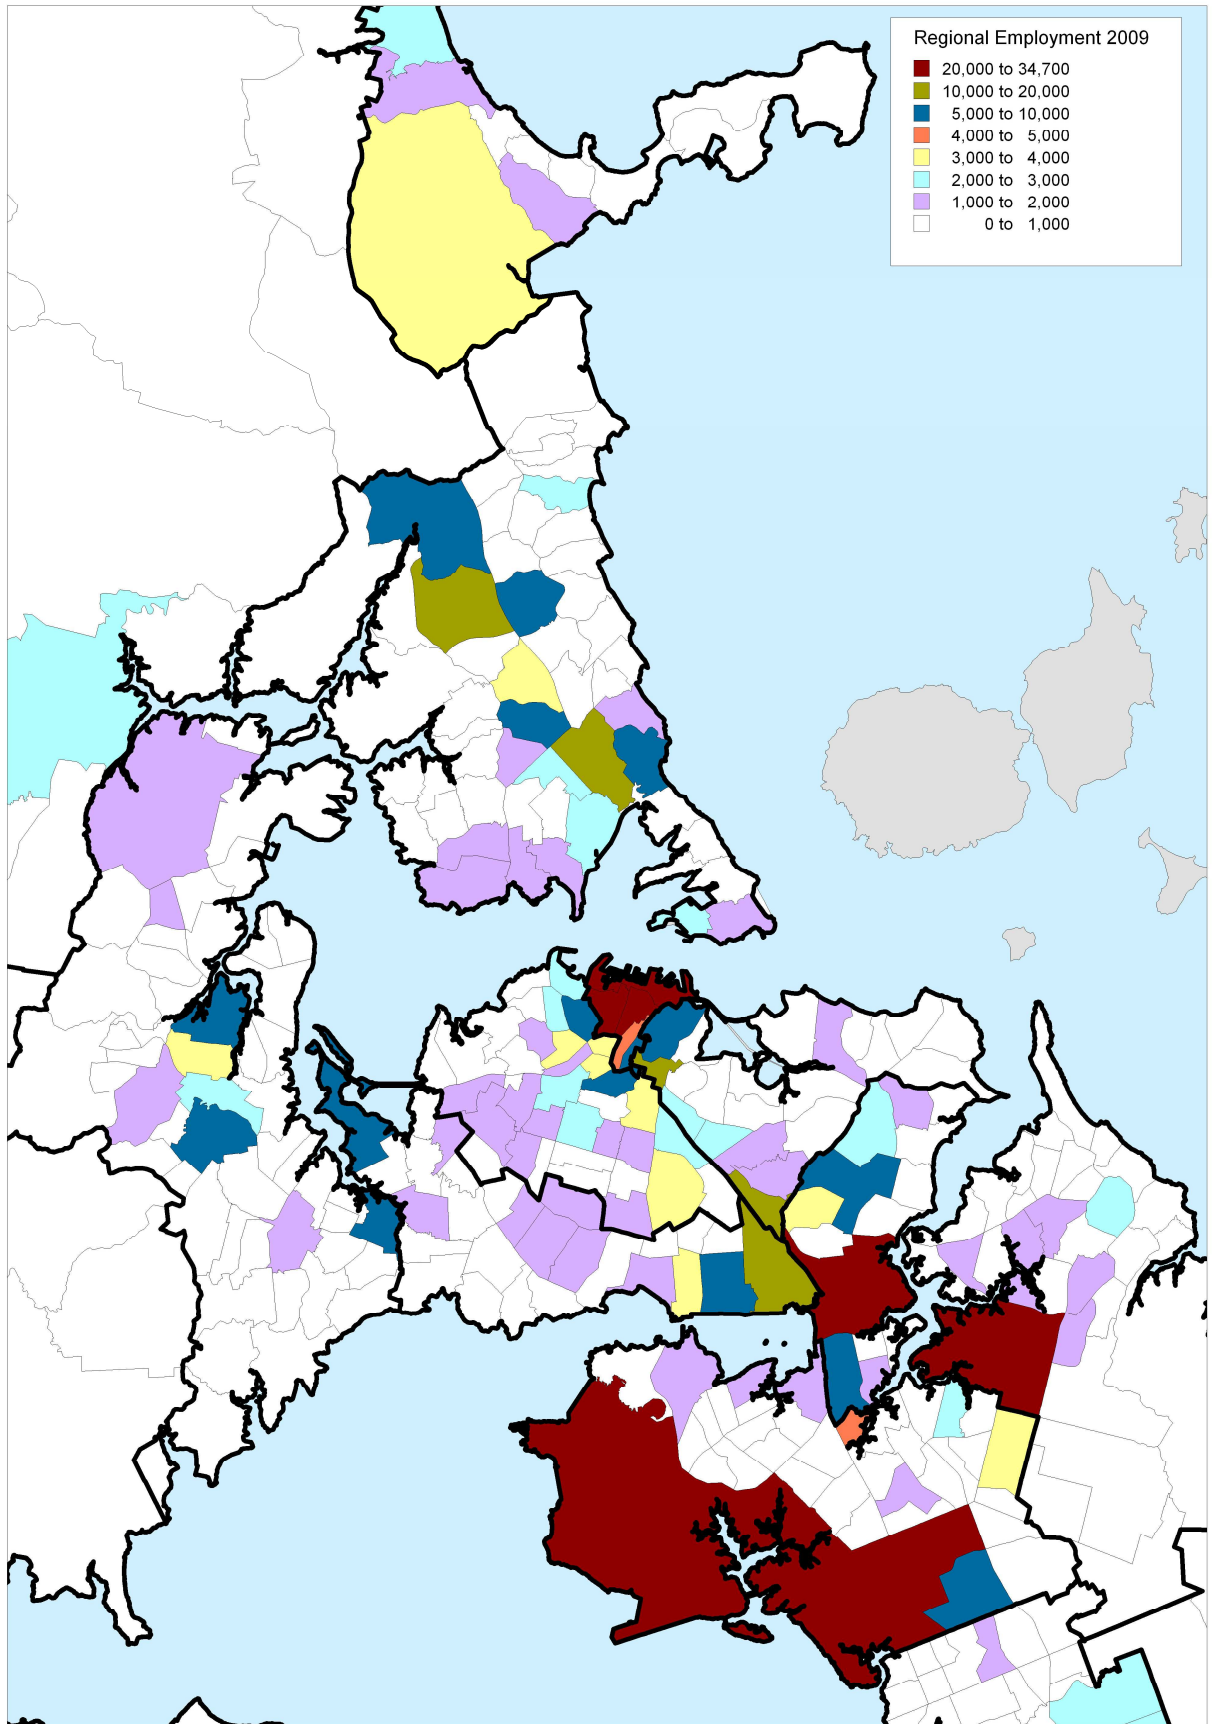 Regional Employment 2009
20,000 to 34,700
10,000 to 20,000
5,000 to 10,000
4,000 to 5,000
3,000 to 4,000
2,000 to 3,000
1,000 to 2,000
0 to 1,000